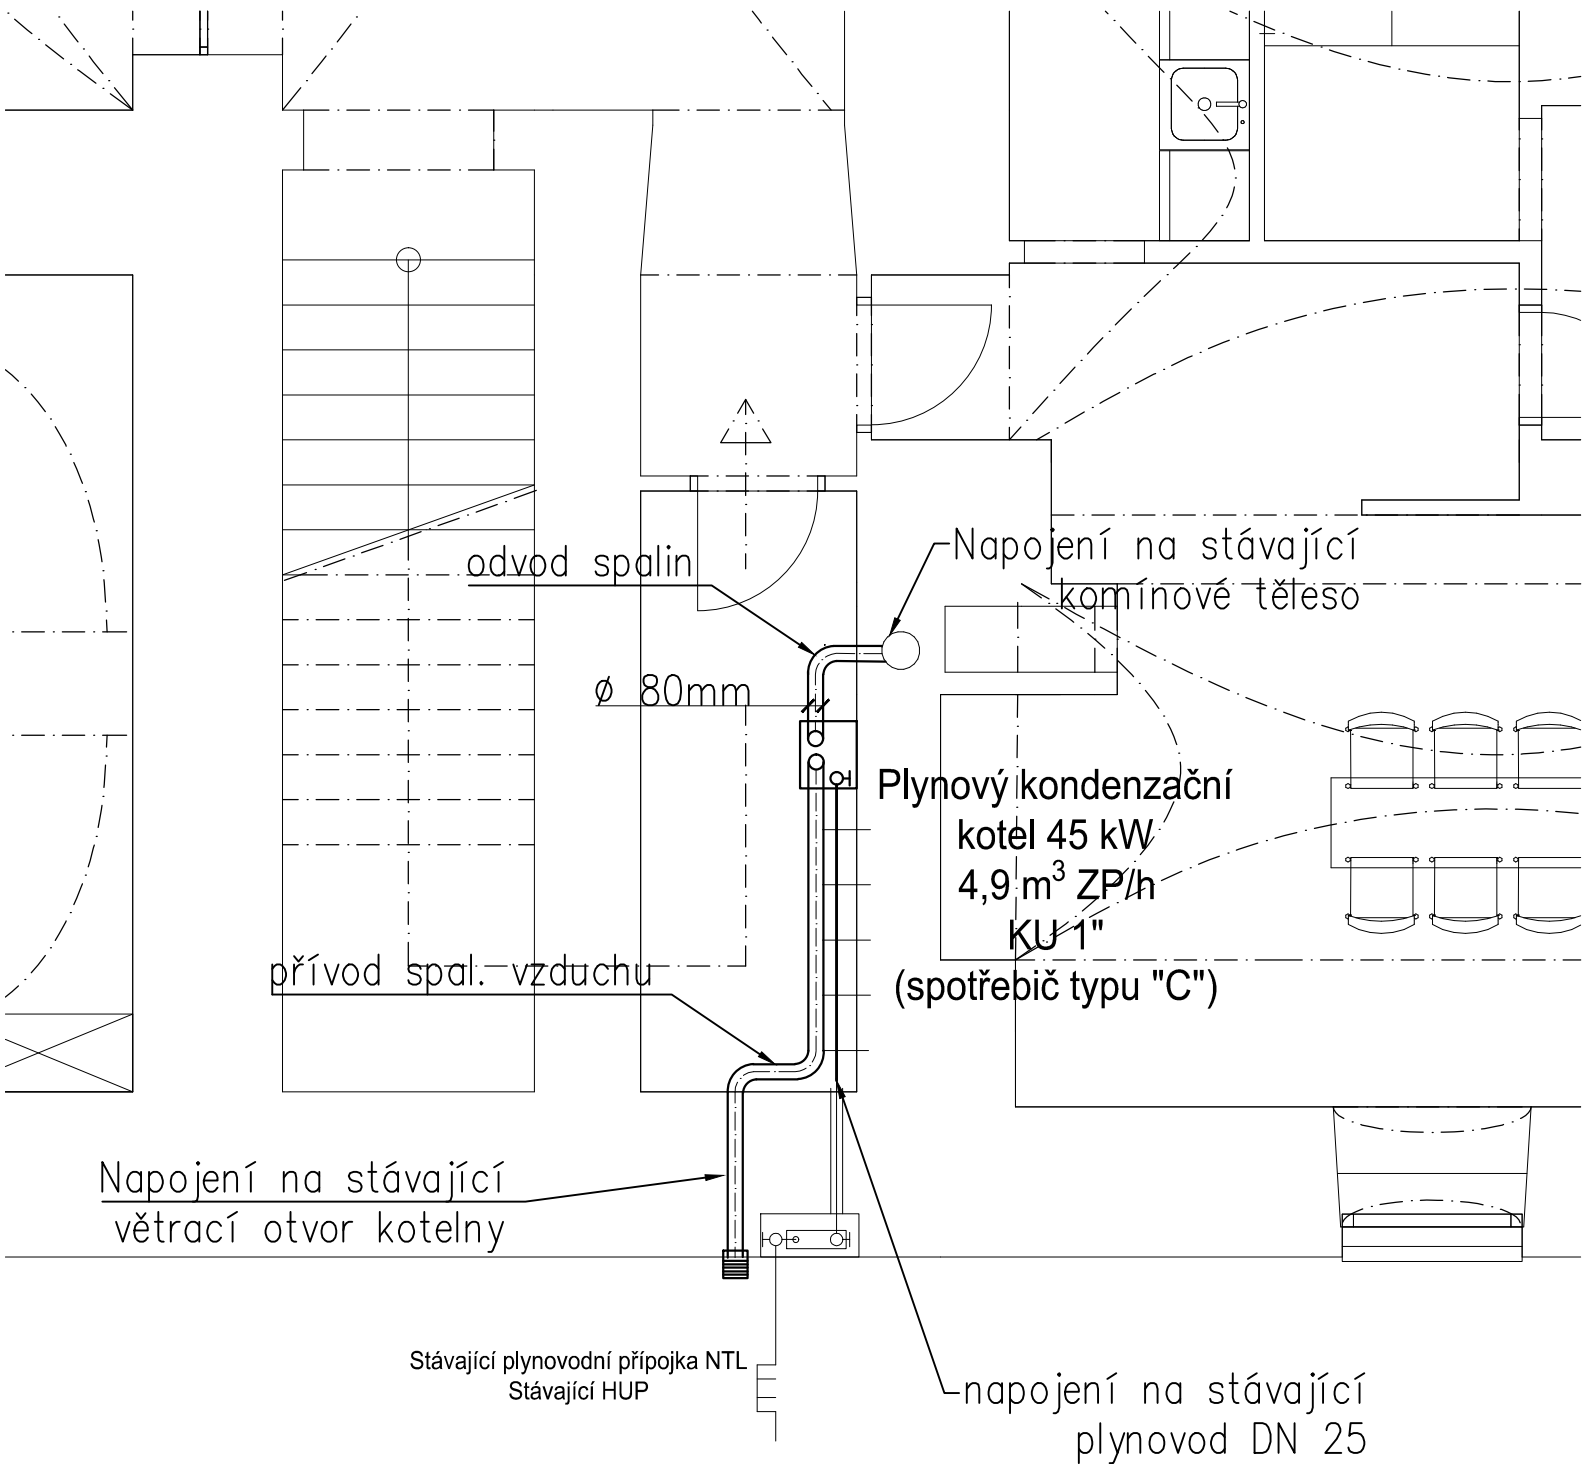 odvod spalin
Napojení na stávající
komínové těleso
ø 80mm
Plynový kondenzační
kotel 45 kW
4,9 m³ ZP/h
KU 1"
(spotřebič typu "C")
přívod spal. vzduchu
Napojení na stávající
větrací otvor kotelny
Stávající plynovodní přípojka NTL
Stávající HUP
napojení na stávající
plynovod DN 25